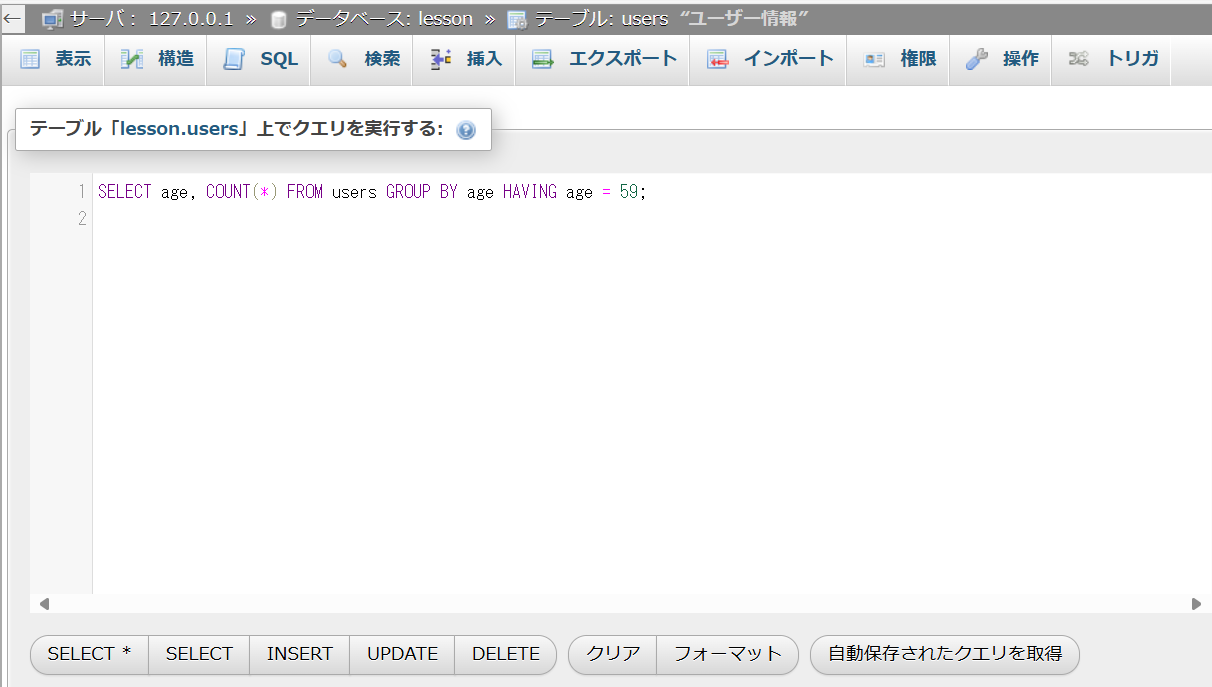 ← サーバ: 127.0.0.1 » データベース: lesson » テーブル: users “ユーザー情報”
表示 構造 SQL 検索 挿入 エクスポート インポート 権限 操作 トリガ
テーブル「lesson.users」上でクエリを実行する:
1 SELECT age, COUNT(*) FROM users GROUP BY age HAVING age = 59;
2
SELECT * SELECT INSERT UPDATE DELETE クリア フォーマット 自動保存されたクエリを取得